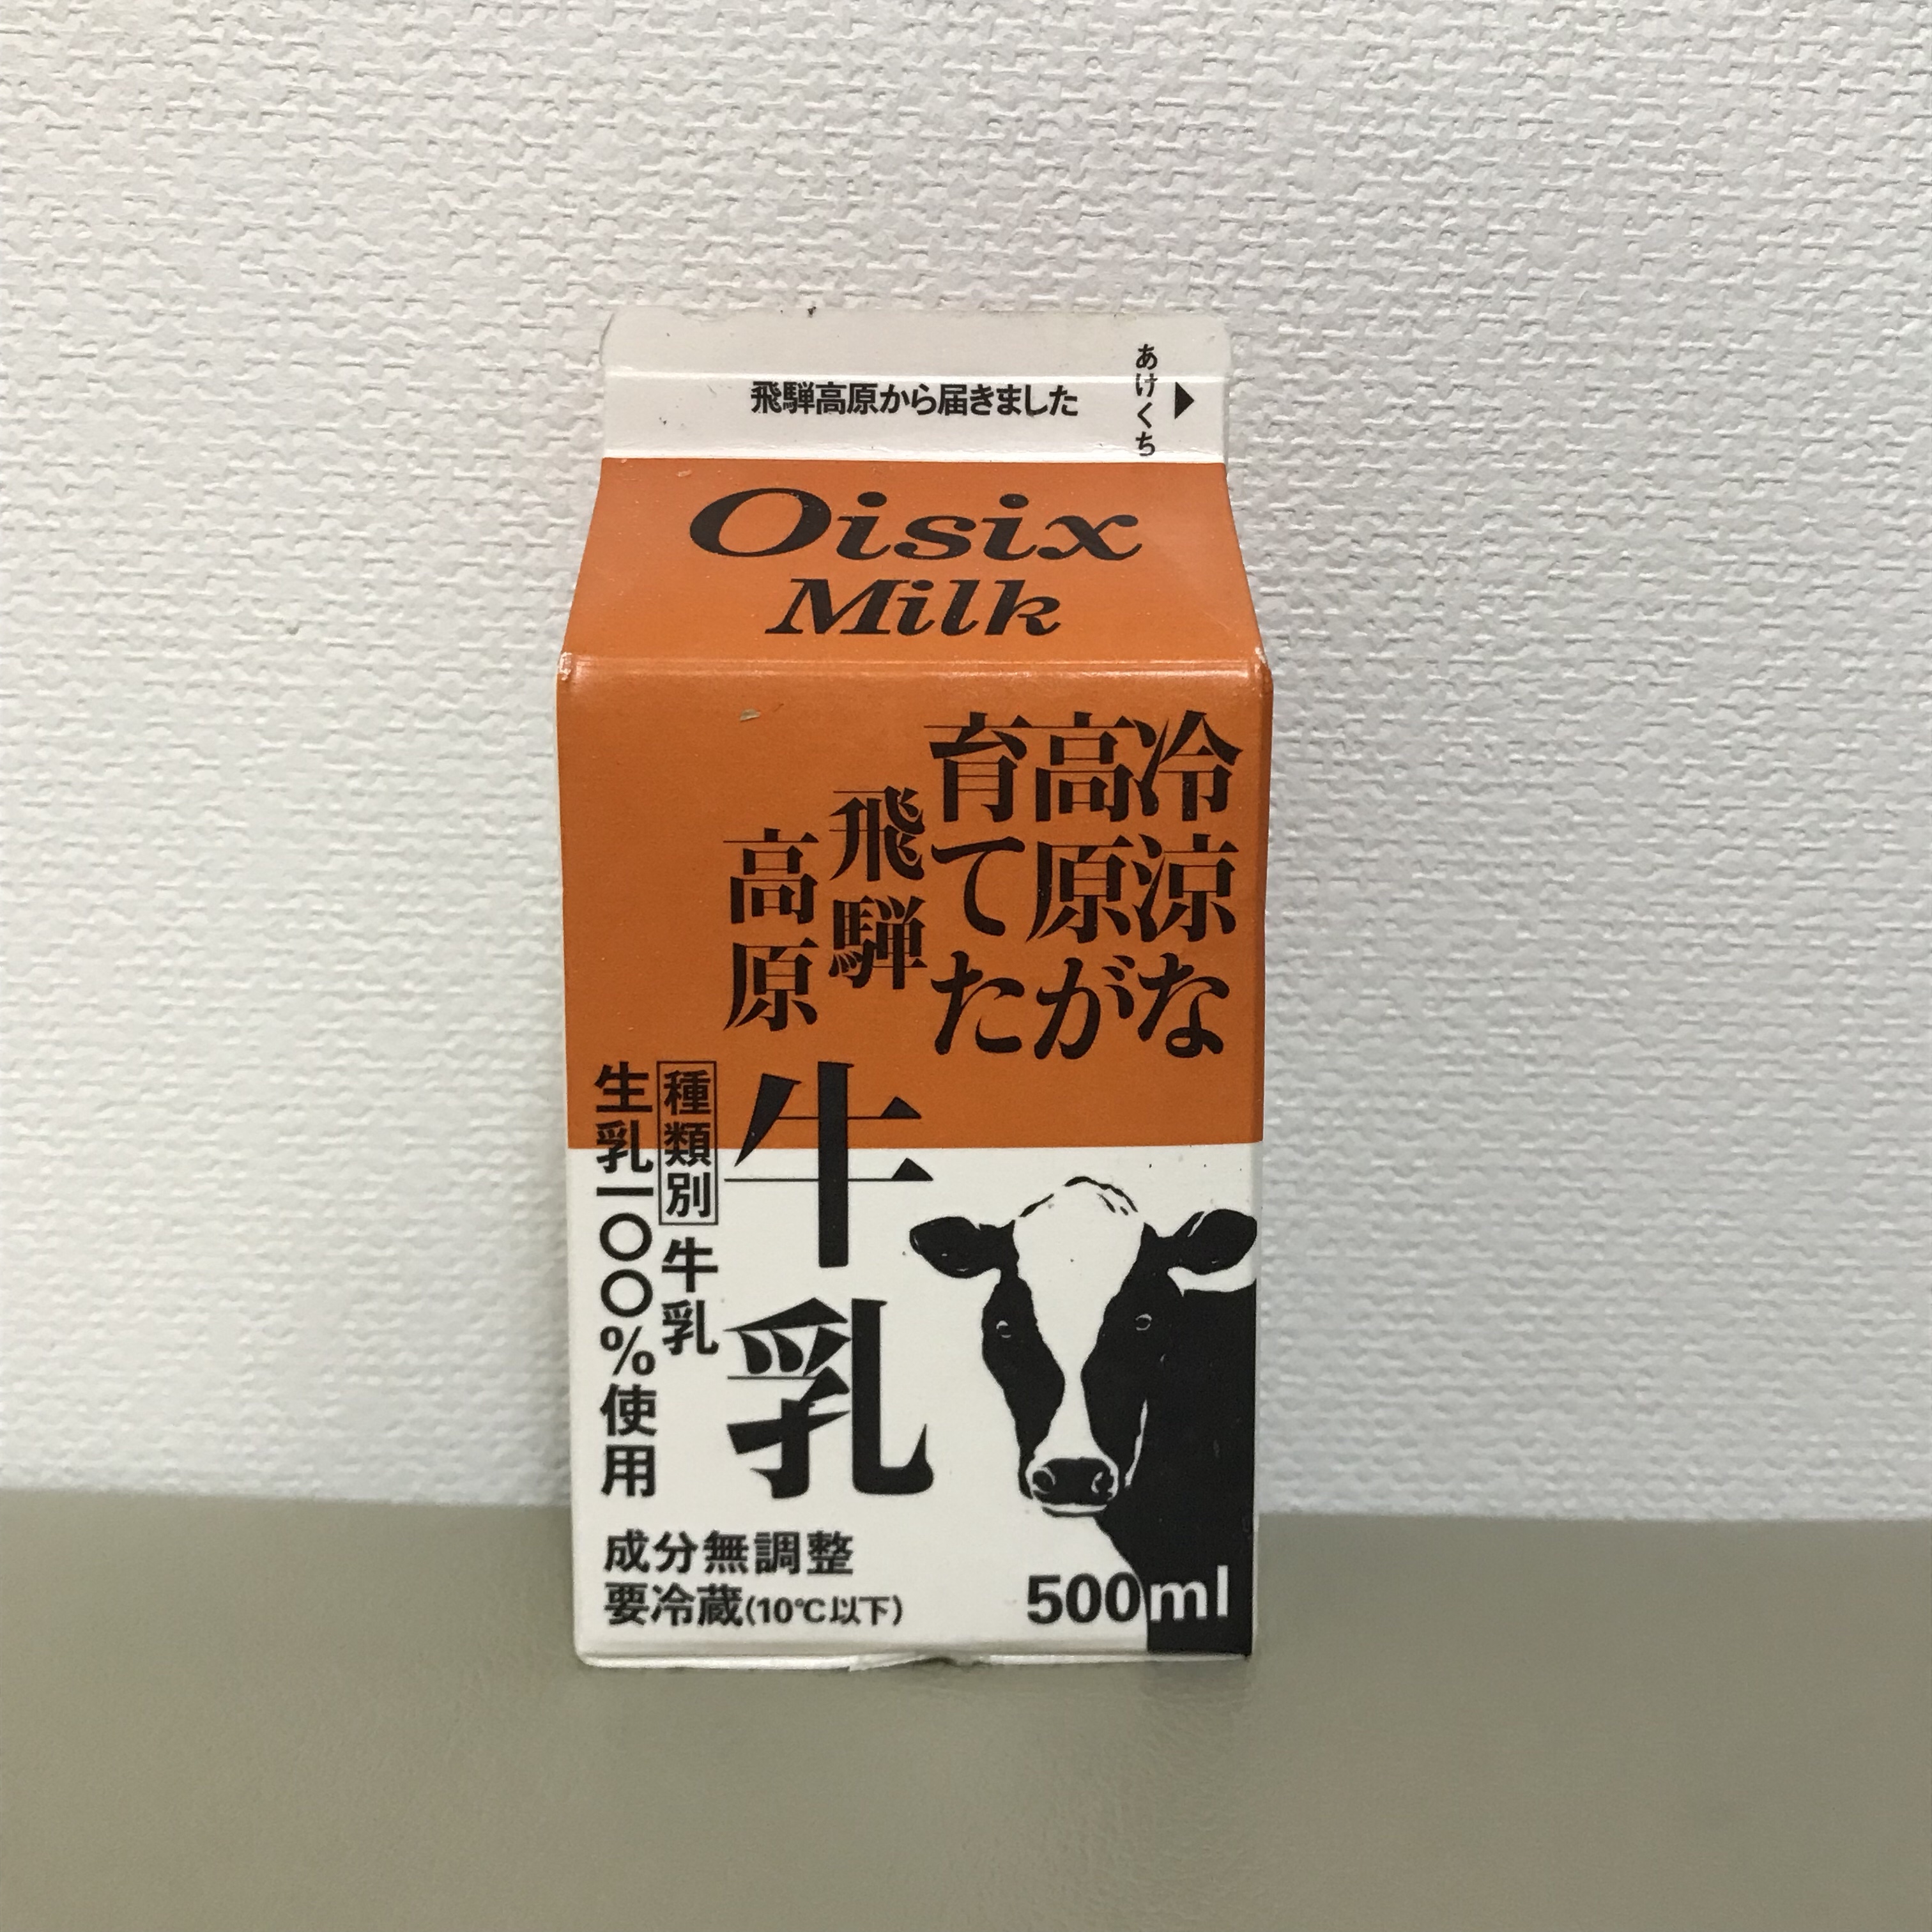 飛騨高原から届きました
あけくち
Oisix
Milk
冷涼な
高原が
育てた
飛騨
高原
牛乳
種類別 牛乳
生乳一〇〇%使用
成分無調整
要冷蔵(10℃以下)
500ml